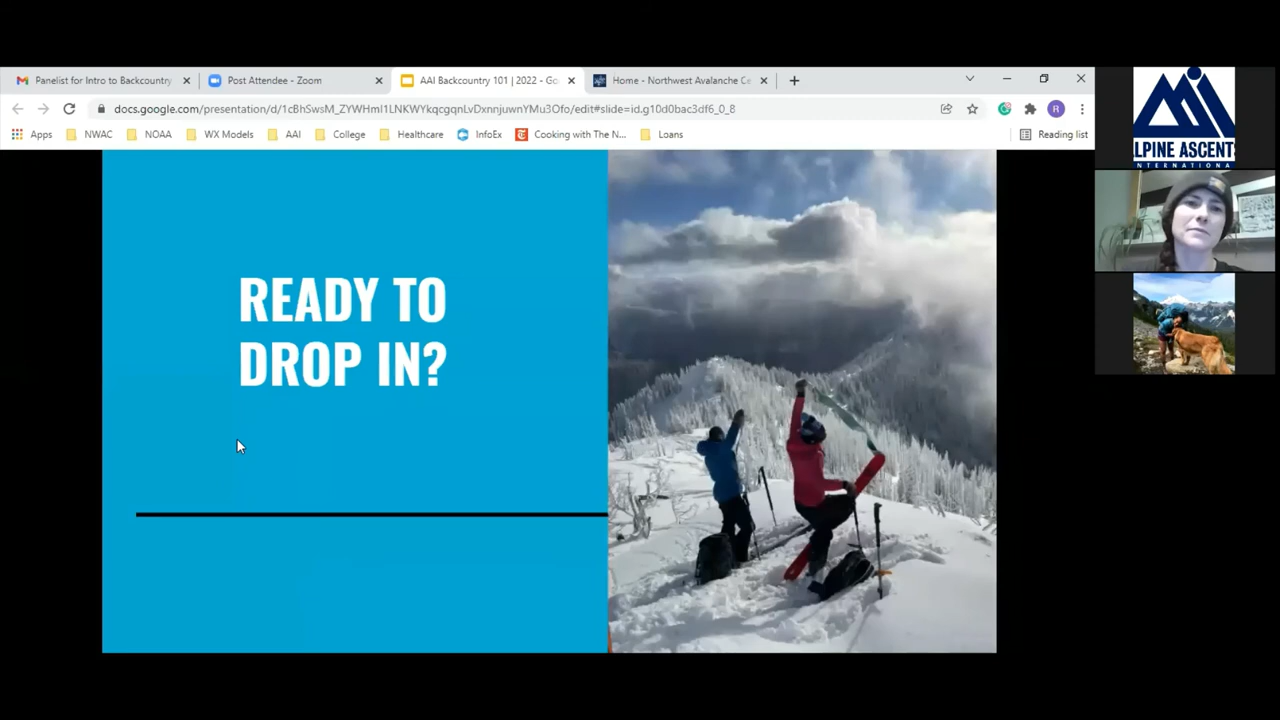 Panelist for Intro to Backcountry
Post Attendee - Zoom
AAI Backcountry 101 | 2022 - Go
Home - Northwest Avalanche Ce
docs.google.com/presentation/d/1cBhSwsM_ZYWHmI1LNKWYkqcgqnLvDxnnjuwnYMu3Ofo/edit#slide=id.g10d0bac3df6_0_8
R
Apps
NWAC
NOAA
WX Models
AAI
College
Healthcare
InfoEx
Cooking with The N...
Loans
Reading list
LPINE ASCENT
NTERNATIONA
READY TO
DROP IN?